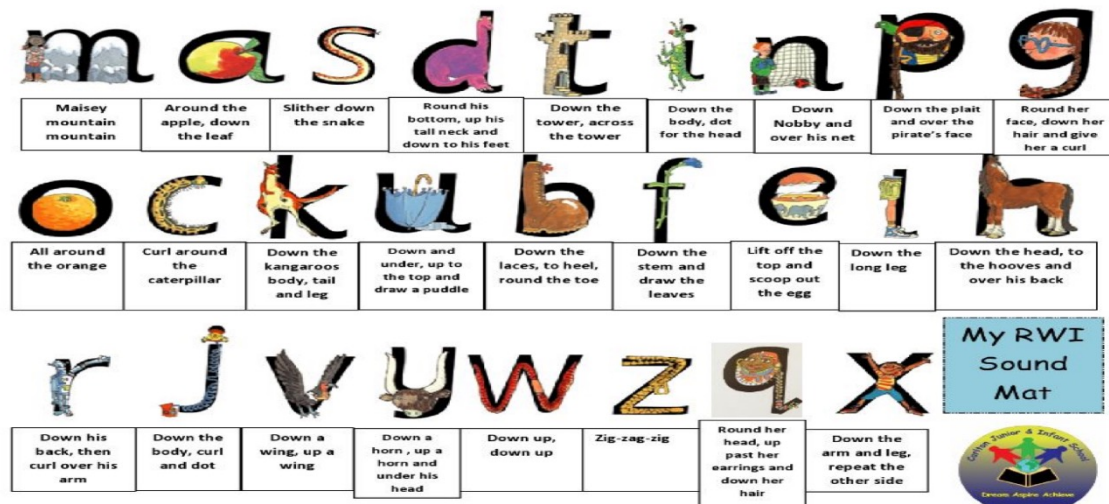 m a s d t i n p g
Maisey
mountain
mountain
Around the
apple, down
the leaf
Slither down
the snake
Round his
bottom, up his
tall neck and
down to his feet
Down the
tower, across
the tower
Down the
body, dot
for the head
Down
Nobby and
over his net
Down the plait
and over the
pirate's face
Round her
face, down her
hair and give
her a curl
o c k u b f e l h
All around
the orange
Curl around
the
caterpillar
Down the
kangaroos
body, tail
and leg
Down and
under, up to
the top and
draw a puddle
Down the
laces, to heel,
round the toe
Down the
stem and
draw the
leaves
Lift off the
top and
scoop out
the egg
Down the
long leg
Down the head, to
the hooves and
over his back
r j v y w z q x
Down his
back, then
curl over his
arm
Down the
body, curl
and dot
Down a
wing, up a
wing
Down a
horn , up a
horn and
under his
head
Down up,
down up
Zig-zag-zig
Round her
head, up
past her
earrings and
down her
hair
Down the
arm and leg,
repeat the
other side
My RWI
Sound
Mat
Carlton Junior & Infant School
Dream Aspire Achieve